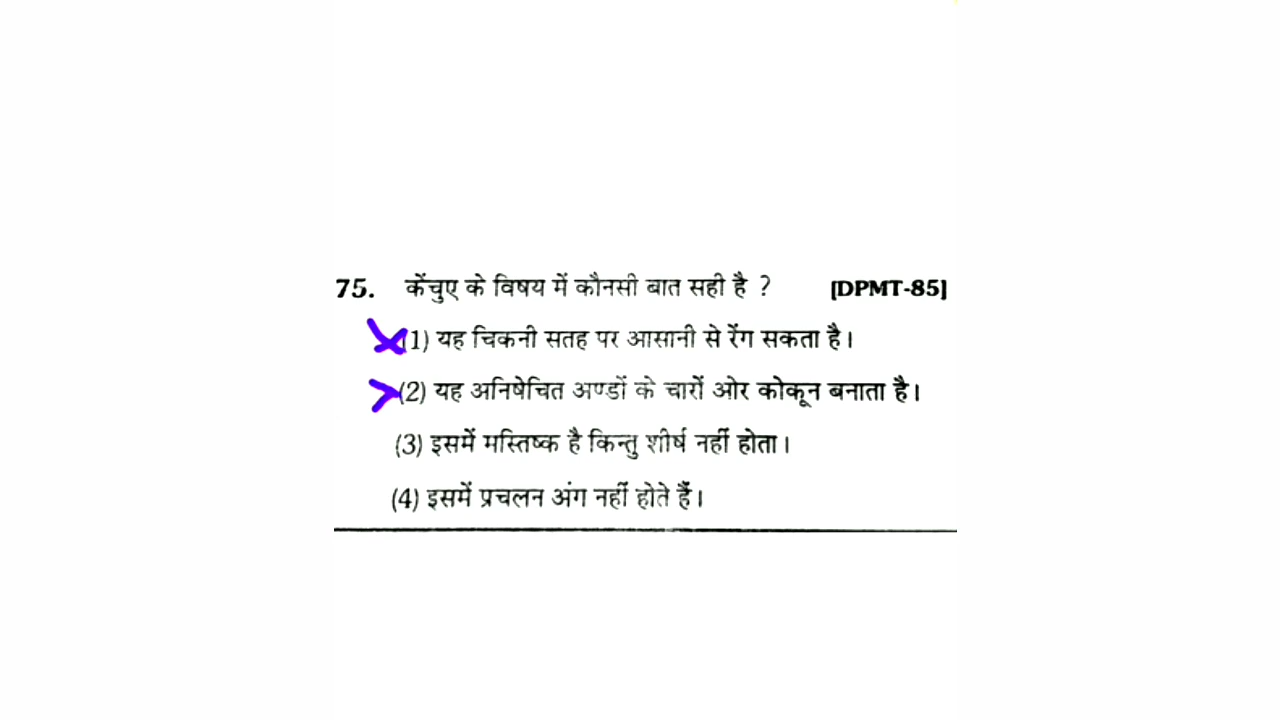 75. केंचुए के विषय में कौनसी बात सही है ? [DPMT-85]
(1) यह चिकनी सतह पर आसानी से रेंग सकता है।
(2) यह अनिषेचित अण्डों के चारों ओर कोकून बनाता है।
(3) इसमें मस्तिष्क है किन्तु शीर्ष नहीं होता।
(4) इसमें प्रचलन अंग नहीं होते हैं।